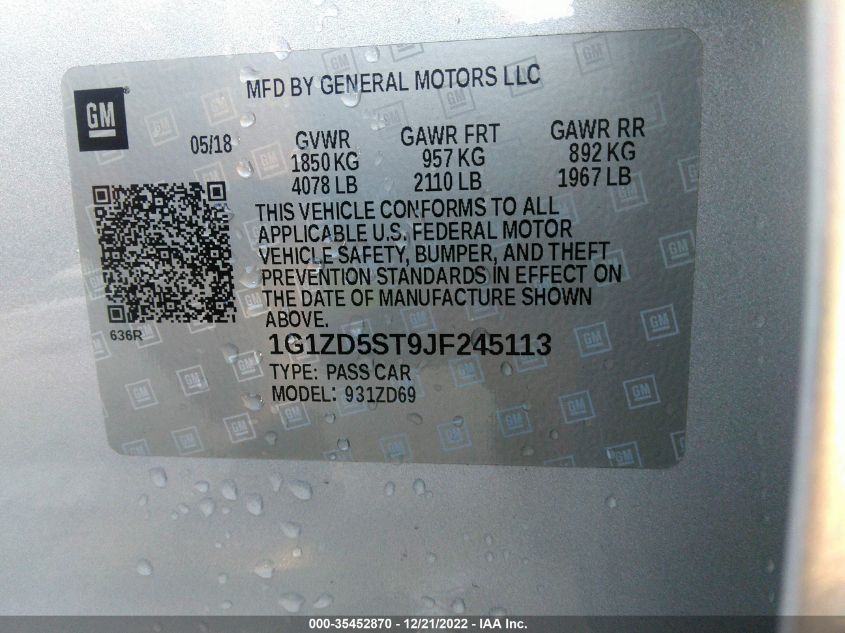 MFD BY GENERAL MOTORS LLC
GM
05/18 GVWR GAWR FRT GAWR RR
1850 KG 957 KG 892 KG
4078 LB 2110 LB 1967 LB
THIS VEHICLE CONFORMS TO ALL
APPLICABLE U.S. FEDERAL MOTOR
VEHICLE SAFETY, BUMPER, AND THEFT
PREVENTION STANDARDS IN EFFECT ON
THE DATE OF MANUFACTURE SHOWN
ABOVE.
636R
1G1ZD5ST9JF245113
TYPE: PASS CAR
MODEL: 931ZD69
000-35452870 - 12/21/2022 - IAA Inc.